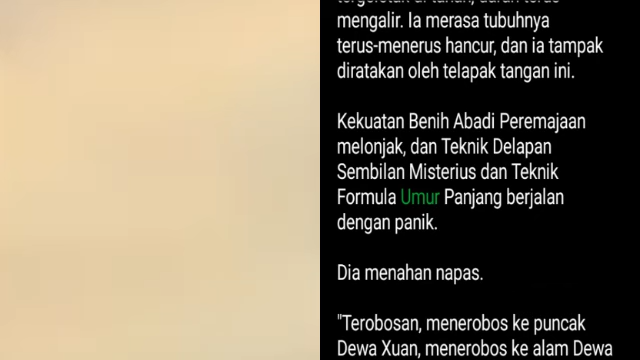 mengalir. Ia merasa tubuhnya
terus-menerus hancur, dan ia tampak
diratakan oleh telapak tangan ini.
Kekuatan Benih Abadi Peremajaan
melonjak, dan Teknik Delapan
Sembilan Misterius dan Teknik
Formula Umur Panjang berjalan
dengan panik.
Dia menahan napas.
"Terobosan, menerobos ke puncak
Dewa Xuan, menerobos ke alam Dewa